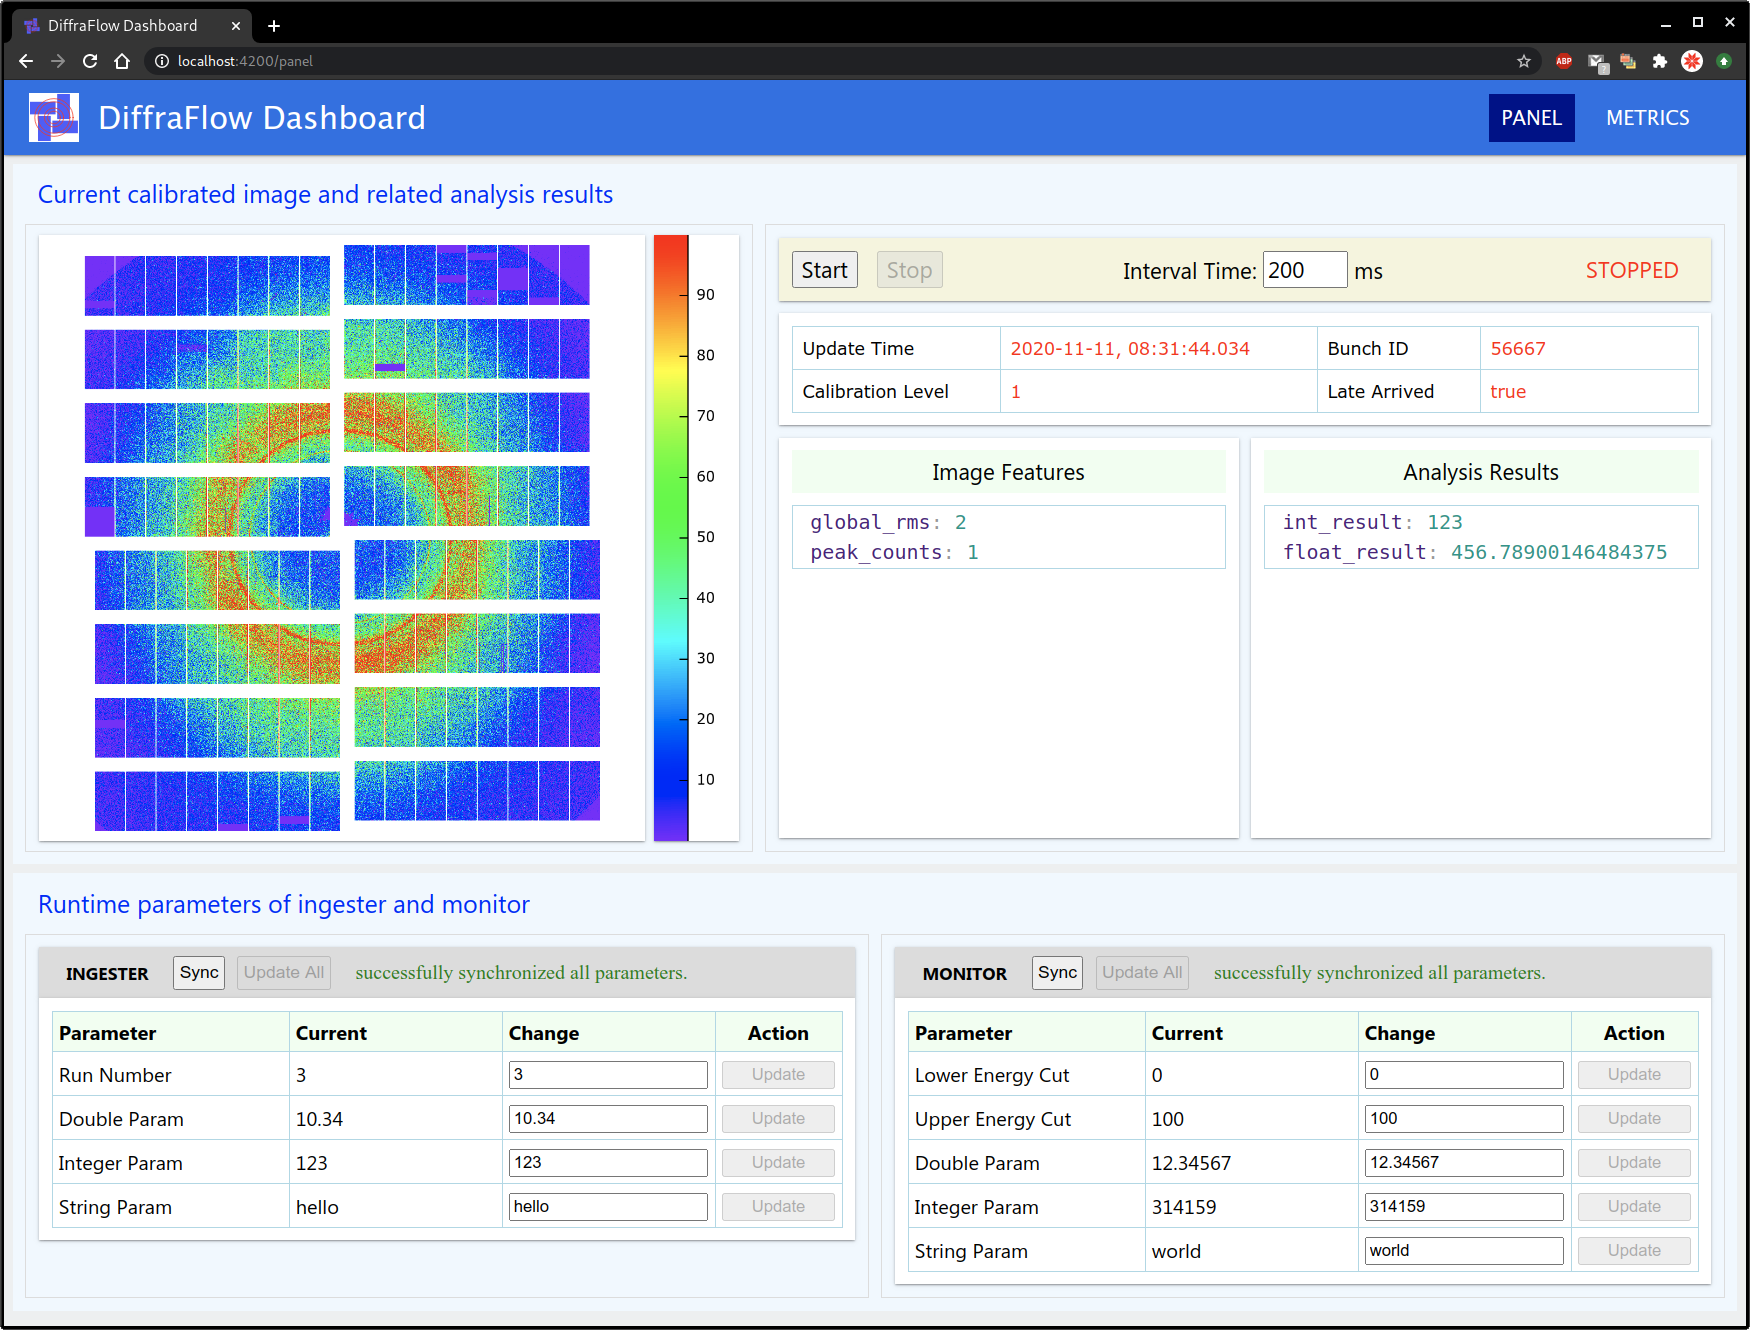 DiffraFlow Dashboard
localhost:4200/panel
ABP
?
DiffraFlow Dashboard
PANEL METRICS
Current calibrated image and related analysis results
90
80
70
60
50
40
30
20
10
Start Stop Interval Time: 200 ms STOPPED
Update Time 2020-11-11, 08:31:44.034 Bunch ID 56667
Calibration Level 1 Late Arrived true
Image Features
global_rms: 2
peak_counts: 1
Analysis Results
int_result: 123
float_result: 456.78900146484375
Runtime parameters of ingester and monitor
INGESTER Sync Update All successfully synchronized all parameters.
Parameter Current Change Action
Run Number 3 3 Update
Double Param 10.34 10.34 Update
Integer Param 123 123 Update
String Param hello hello Update
MONITOR Sync Update All successfully synchronized all parameters.
Parameter Current Change Action
Lower Energy Cut 0 0 Update
Upper Energy Cut 100 100 Update
Double Param 12.34567 12.34567 Update
Integer Param 314159 314159 Update
String Param world world Update